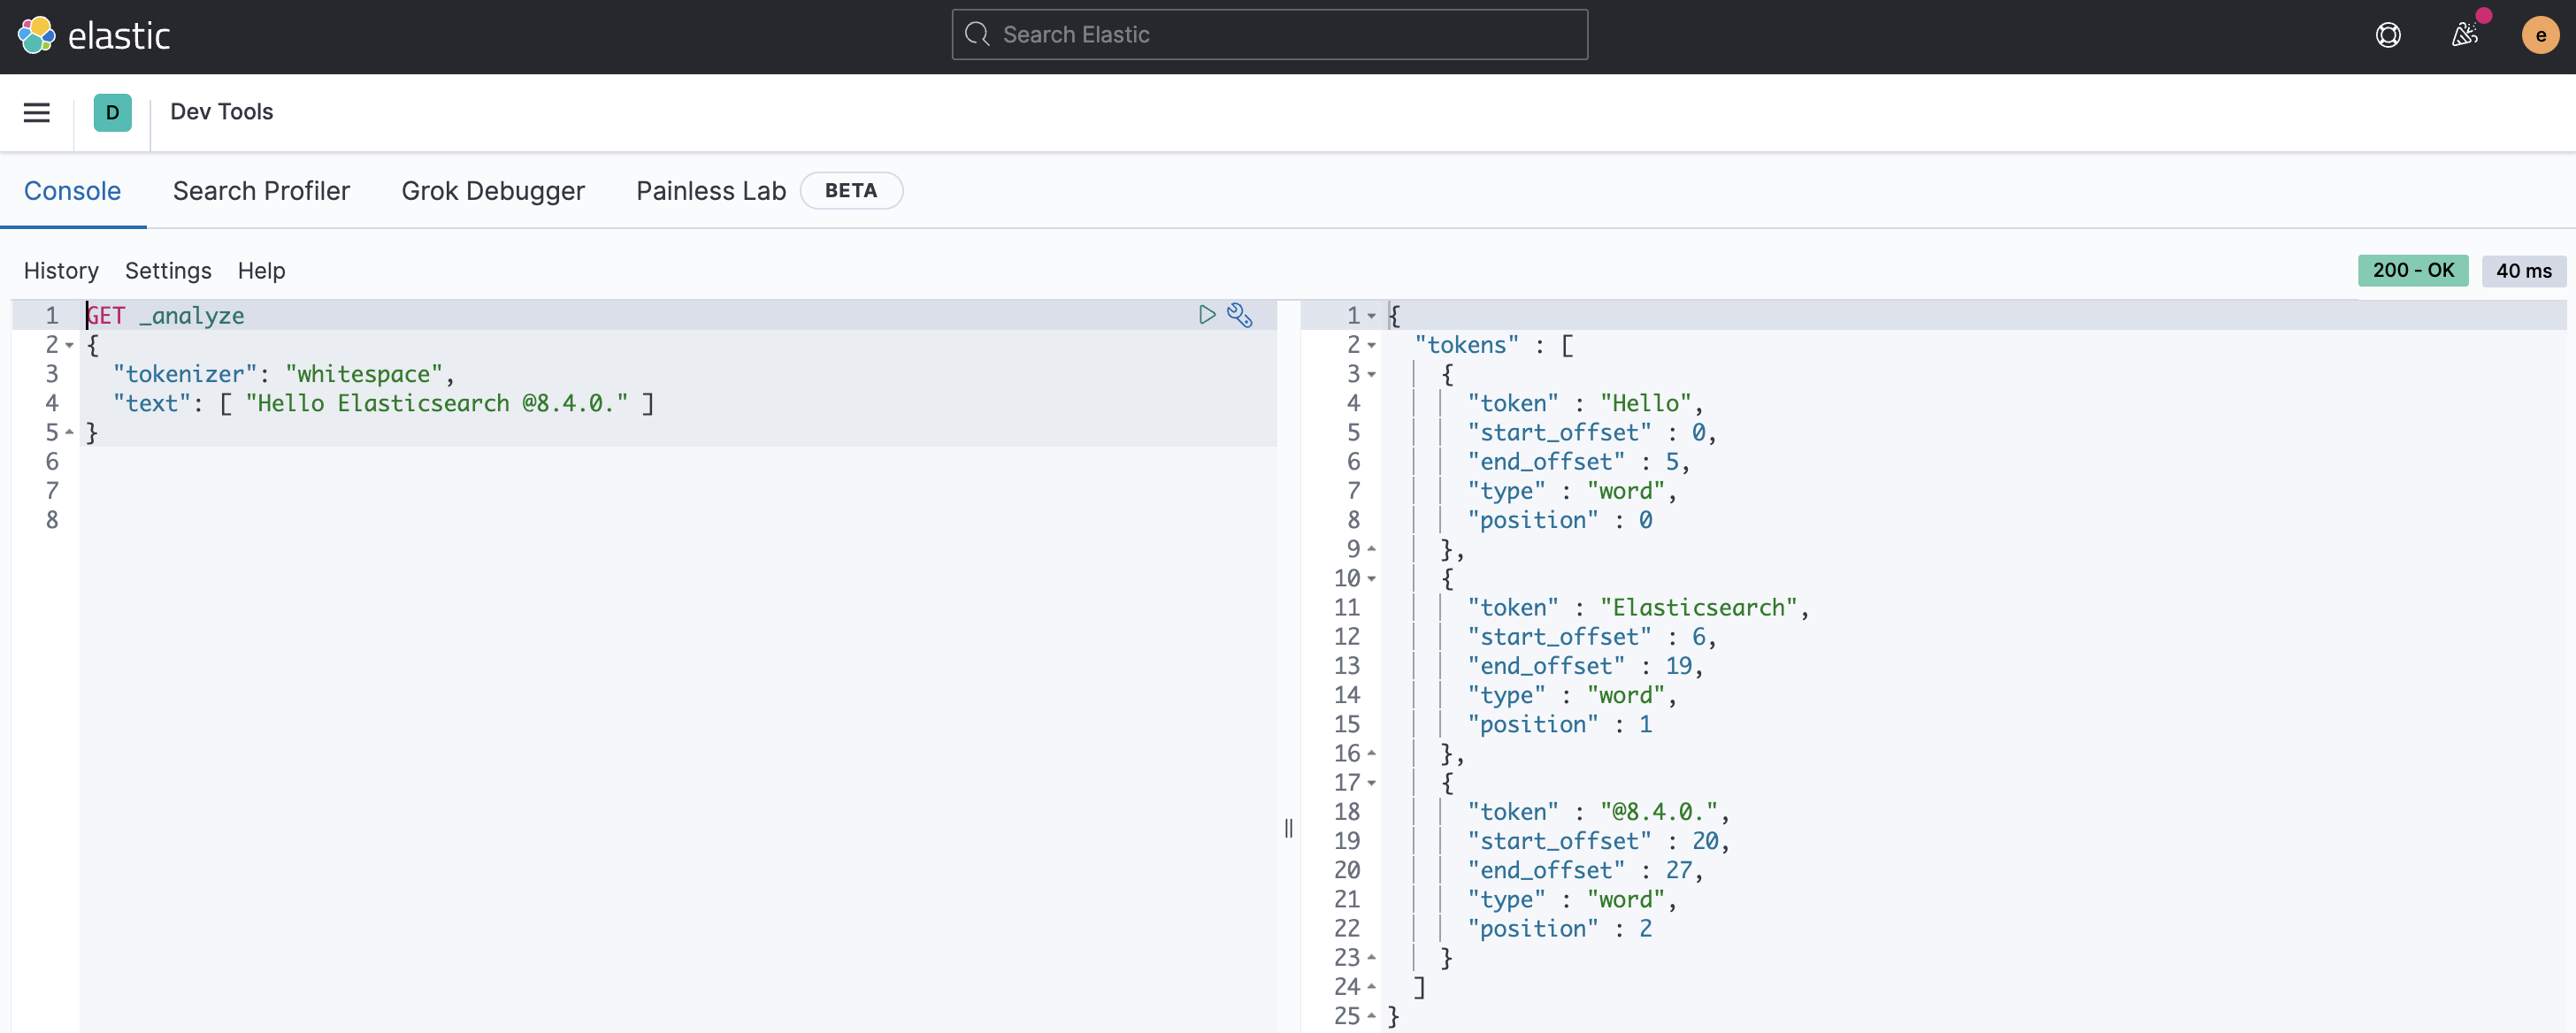 elastic
Search Elastic
e
D
Dev Tools
Console
Search Profiler
Grok Debugger
Painless Lab
BETA
History
Settings
Help
200 - OK
40 ms
1 GET _analyze
2 {
3 "tokenizer": "whitespace",
4 "text": [ "Hello Elasticsearch @8.4.0." ]
5 }
6
7
8
1 {
2 "tokens" : [
3 {
4 "token" : "Hello",
5 "start_offset" : 0,
6 "end_offset" : 5,
7 "type" : "word",
8 "position" : 0
9 },
10 {
11 "token" : "Elasticsearch",
12 "start_offset" : 6,
13 "end_offset" : 19,
14 "type" : "word",
15 "position" : 1
16 },
17 {
18 "token" : "@8.4.0.",
19 "start_offset" : 20,
20 "end_offset" : 27,
21 "type" : "word",
22 "position" : 2
23 }
24 ]
25 }